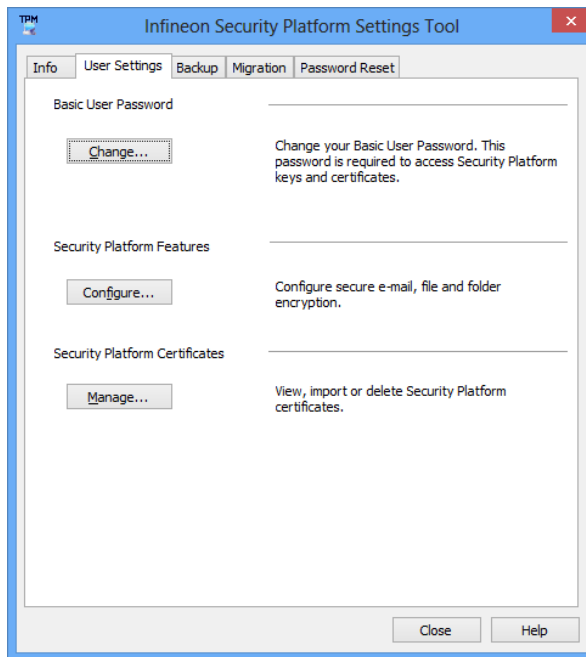 TPM
Infineon Security Platform Settings Tool
Info User Settings Backup Migration Password Reset
Basic User Password
Change...
Change your Basic User Password. This
password is required to access Security Platform
keys and certificates.
Security Platform Features
Configure...
Configure secure e-mail, file and folder
encryption.
Security Platform Certificates
Manage...
View, import or delete Security Platform
certificates.
Close Help